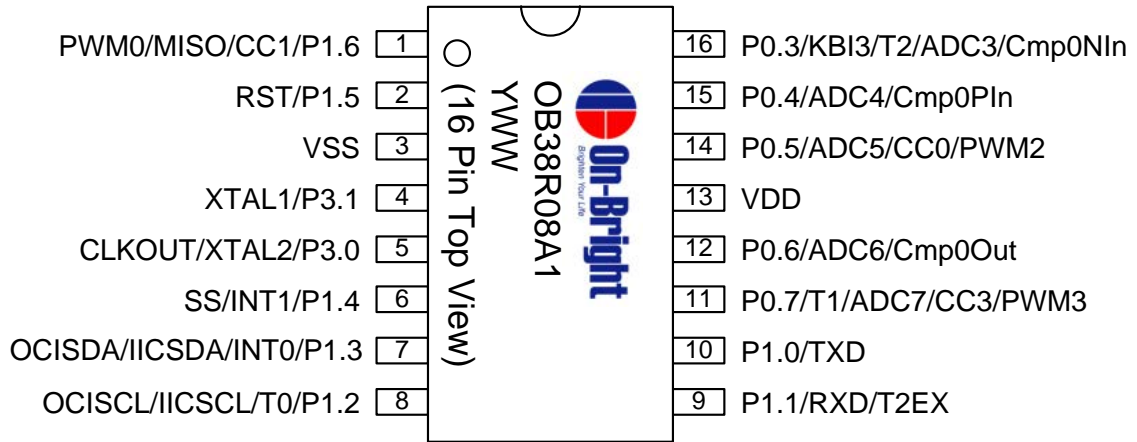 PWM0/MISO/CC1/P1.6 1
RST/P1.5 2
VSS 3
XTAL1/P3.1 4
CLKOUT/XTAL2/P3.0 5
SS/INT1/P1.4 6
OCISDA/IICSDA/INT0/P1.3 7
OCISCL/IICSCL/T0/P1.2 8
On-Bright
Brighten Your Life
OB38R08A1
YWW
(16 Pin Top View)
16 P0.3/KBI3/T2/ADC3/Cmp0NIn
15 P0.4/ADC4/Cmp0PIn
14 P0.5/ADC5/CC0/PWM2
13 VDD
12 P0.6/ADC6/Cmp0Out
11 P0.7/T1/ADC7/CC3/PWM3
10 P1.0/TXD
9 P1.1/RXD/T2EX